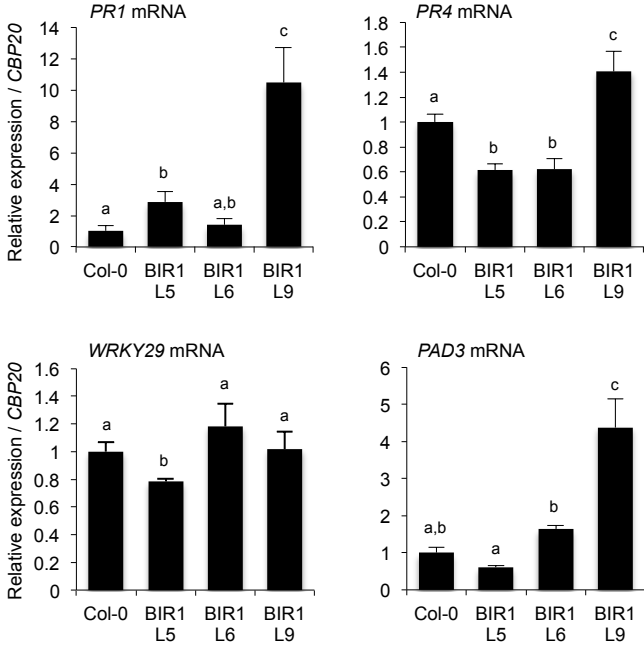 PR1 mRNA
Relative expression / CBP20
14
12
10
8
6
4
2
0
a
b
a,b
c
Col-0 BIR1 BIR1 BIR1
L5 L6 L9
PR4 mRNA
1.8
1.6
1.4
1.2
1
0.8
0.6
0.4
0.2
0
a
b
b
c
Col-0 BIR1 BIR1 BIR1
L5 L6 L9
WRKY29 mRNA
Relative expression / CBP20
1.6
1.4
1.2
1
0.8
0.6
0.4
0.2
0
a
b
a
a
Col-0 BIR1 BIR1 BIR1
L5 L6 L9
PAD3 mRNA
6
5
4
3
2
1
0
a,b
a
b
c
Col-0 BIR1 BIR1 BIR1
L5 L6 L9